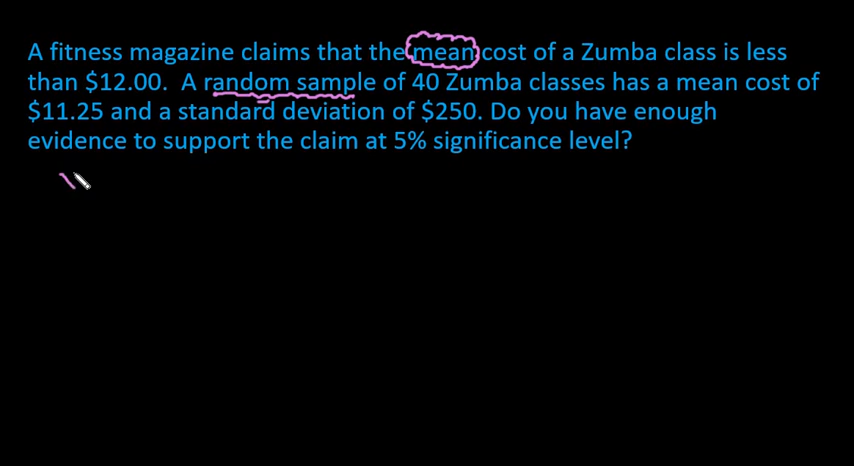 A fitness magazine claims that the mean cost of a Zumba class is less
than $12.00. A random sample of 40 Zumba classes has a mean cost of
$11.25 and a standard deviation of $250. Do you have enough
evidence to support the claim at 5% significance level?